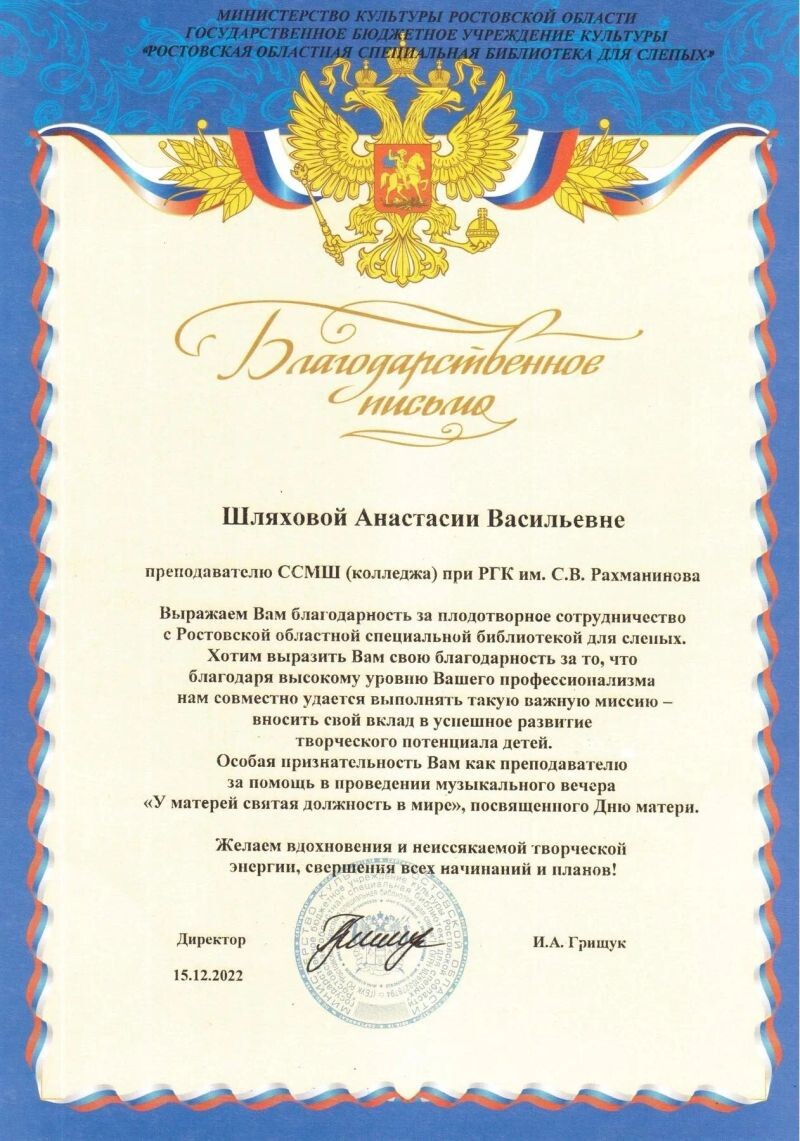 МИНИСТЕРСТВО КУЛЬТУРЫ РОСТОВСКОЙ ОБЛАСТИ
ГОСУДАРСТВЕННОЕ БЮДЖЕТНОЕ УЧРЕЖДЕНИЕ КУЛЬТУРЫ
«РОСТОВСКАЯ ОБЛАСТНАЯ СПЕЦИАЛЬНАЯ БИБЛИОТЕКА ДЛЯ СЛЕПЫХ»
Благодарственное
письмо
Шляховой Анастасии Васильевне
преподавателю ССМШ (колледжа) при РГК им. С.В. Рахманинова
Выражаем Вам благодарность за плодотворное сотрудничество
с Ростовской областной специальной библиотекой для слепых.
Хотим выразить Вам свою благодарность за то, что
благодаря высокому уровню Вашего профессионализма
нам совместно удается выполнять такую важную миссию –
вносить свой вклад в успешное развитие
творческого потенциала детей.
Особая признательность Вам как преподавателю
за помощь в проведении музыкального вечера
«У матерей святая должность в мире», посвященного Дню матери.
Желаем вдохновения и неиссякаемой творческой
энергии, свершения всех начинаний и планов!
Директор
И.А. Грищук
15.12.2022